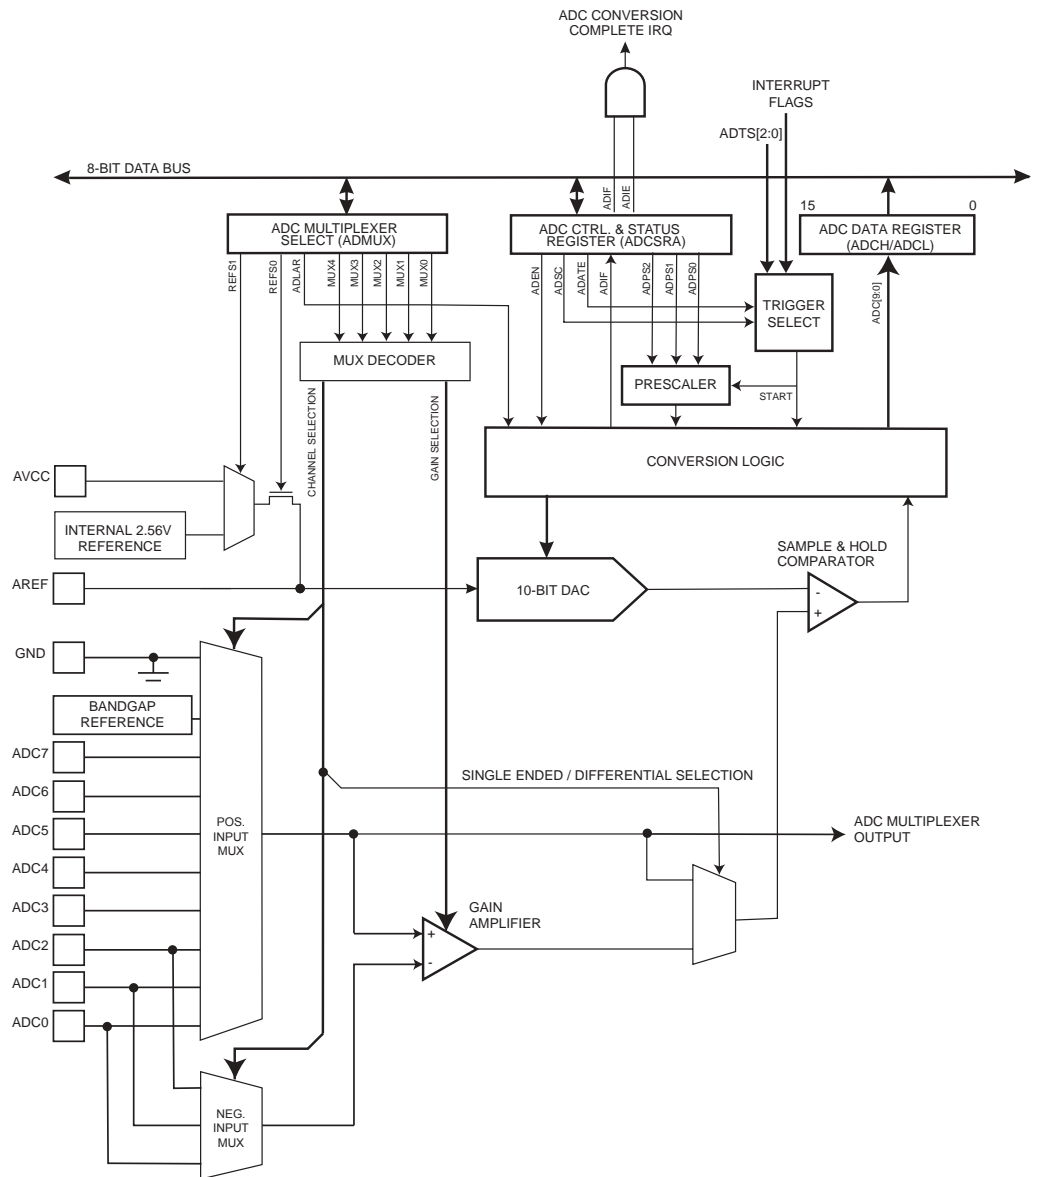 ADC CONVERSION
COMPLETE IRQ
INTERRUPT
FLAGS
ADTS[2:0]
8-BIT DATA BUS
ADIF
ADIE
15
0
ADC MULTIPLEXER
SELECT (ADMUX)
ADC CTRL. & STATUS
REGISTER (ADCSRA)
ADC DATA REGISTER
(ADCH/ADCL)
REFS1
REFS0
ADLAR
MUX4
MUX3
MUX2
MUX1
MUX0
ADEN
ADSC
ADATE
ADIF
ADPS2
ADPS1
ADPS0
ADC[9:0]
TRIGGER
SELECT
MUX DECODER
PRESCALER
START
CHANNEL SELECTION
GAIN SELECTION
CONVERSION LOGIC
AVCC
INTERNAL 2.56V
REFERENCE
SAMPLE & HOLD
COMPARATOR
AREF
10-BIT DAC
-
+
GND
BANDGAP
REFERENCE
ADC7
SINGLE ENDED / DIFFERENTIAL SELECTION
ADC6
ADC5
POS.
INPUT
MUX
ADC MULTIPLEXER
OUTPUT
ADC4
ADC3
GAIN
AMPLIFIER
+
-
ADC2
ADC1
ADC0
NEG.
INPUT
MUX